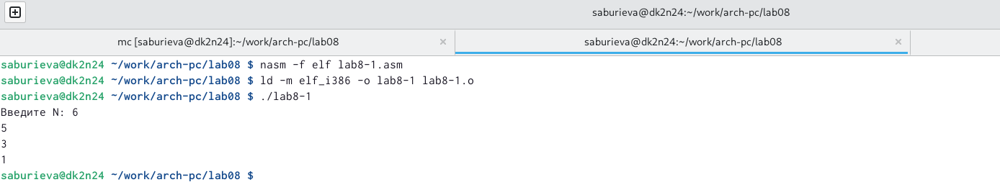 saburieva@dk2n24:~/work/arch-pc/lab08
mc [saburieva@dk2n24]:~/work/arch-pc/lab08 ×
saburieva@dk2n24:~/work/arch-pc/lab08 ×
saburieva@dk2n24 ~/work/arch-pc/lab08 $ nasm -f elf lab8-1.asm
saburieva@dk2n24 ~/work/arch-pc/lab08 $ ld -m elf_i386 -o lab8-1 lab8-1.o
saburieva@dk2n24 ~/work/arch-pc/lab08 $ ./lab8-1
Введите N: 6
5
3
1
saburieva@dk2n24 ~/work/arch-pc/lab08 $